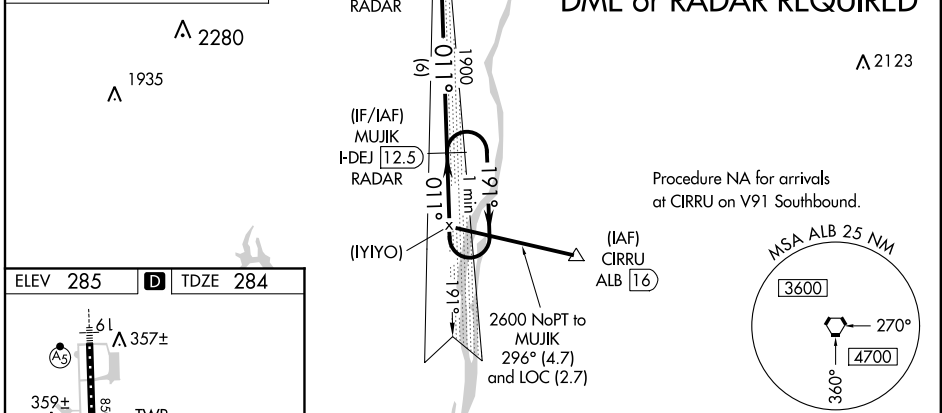 RADAR
DME or RADAR REQUIRED
2280
1935
2123
011°
(6)
1900
(IF/IAF)
MUJIK
I-DEJ 12.5
RADAR
011°
1 min
191°
Procedure NA for arrivals
at CIRRU on V91 Southbound.
(IYIYO)
(IAF)
CIRRU
ALB 16
191°
2600 NoPT to
MUJIK
296° (4.7)
and LOC (2.7)
MSA ALB 25 NM
3600
270°
4700
360°
ELEV 285
D
TDZE 284
19
357±
A5
359±
85
TWR